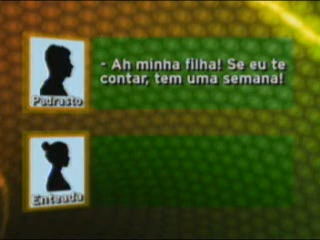 - Ah minha filha! Se eu te
contar, tem uma semana!
Padrasto
Enteada